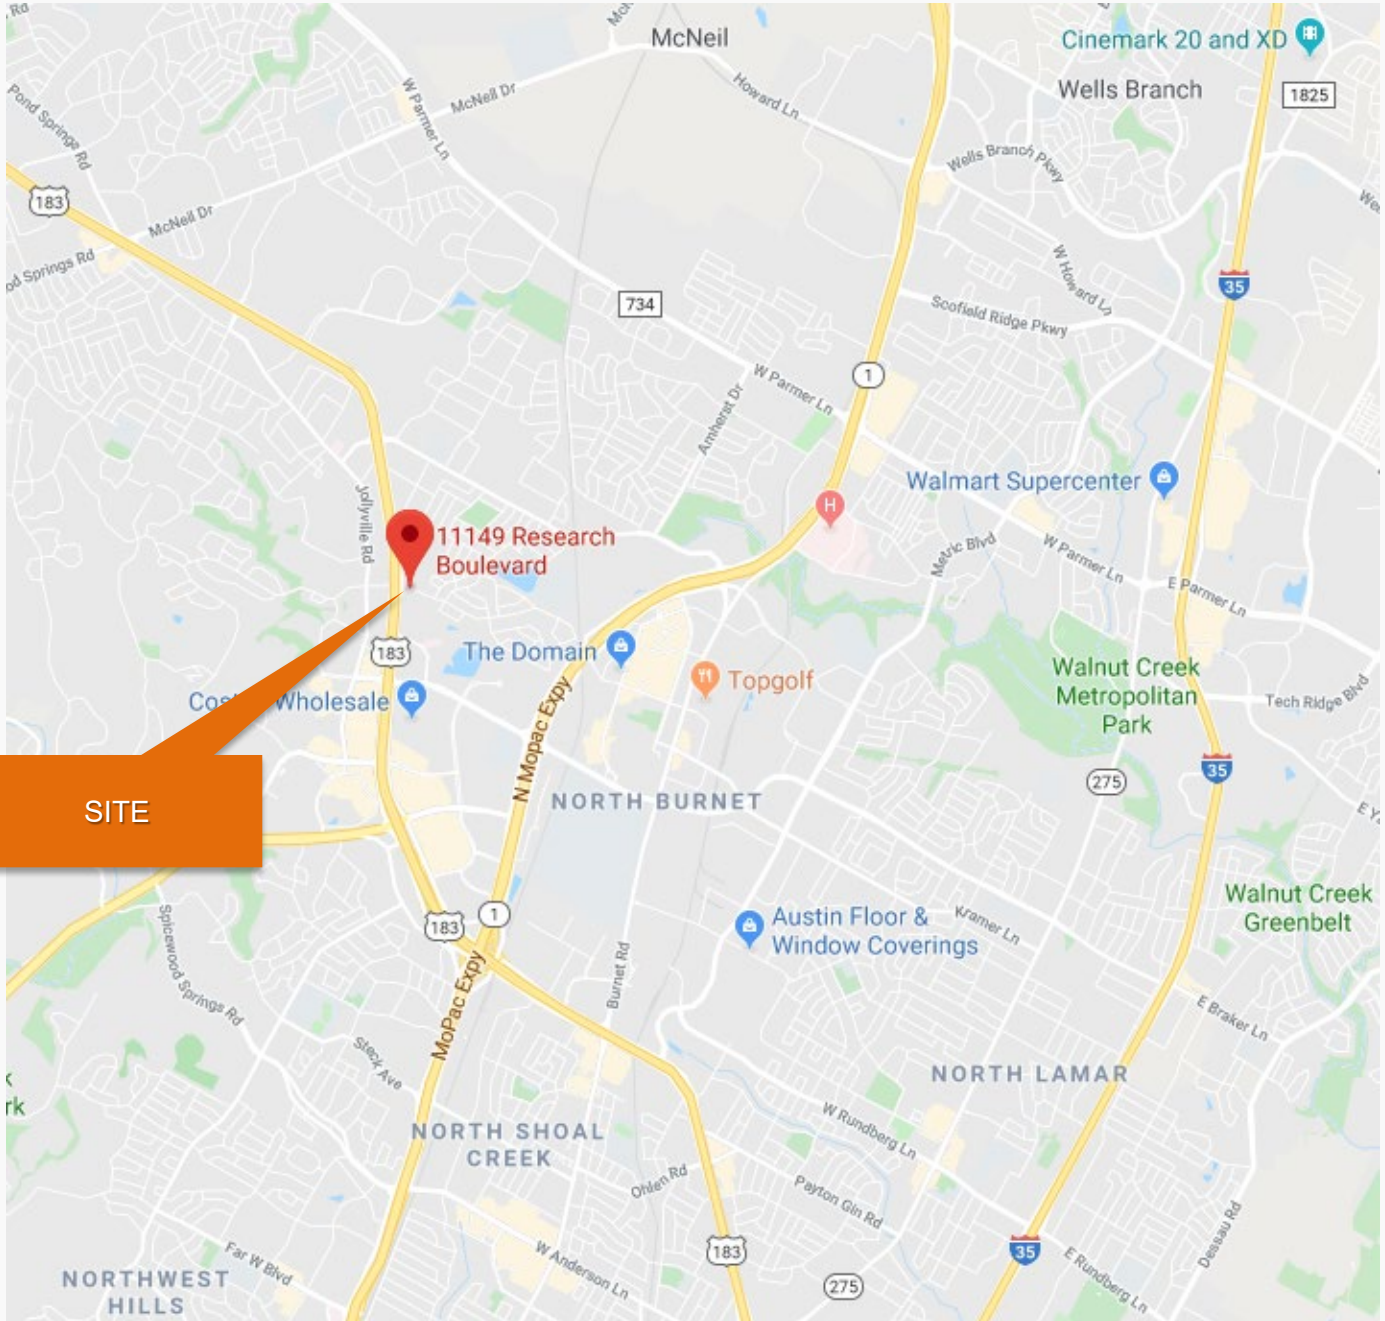 Rd
McNeil
Cinemark 20 and XD
Wells Branch
1825
Howard Ln
W Parmer Ln
McNeil Dr
Pond Springs Rd
Wells Branch Pkwy
183
McNeil Dr
od Springs Rd
W Howard Ln
35
734
Scofield Ridge Pkwy
1
W Parmer Ln
Amherst Dr
Walmart Supercenter
H
Jollyville Rd
11149 Research
Boulevard
Metric Blvd
W Parmer Ln
E Parmer Ln
183
The Domain
Topgolf
Walnut Creek
Metropolitan
Park
Tech Ridge Blvd
Wholesale
N Mopac Expy
35
275
NORTH BURNET
SITE
E Y
Walnut Creek
Greenbelt
183
1
Austin Floor &
Window Coverings
Kramer Ln
Spicewood Springs Rd
Burnet Rd
MoPac Expy
E Braker Ln
Steck Ave
NORTH LAMAR
rk
W Rundberg Ln
NORTH SHOAL
CREEK
Ohlen Rd
Payton Gin Rd
Dessau Rd
183
35
Far W Blvd
W Anderson Ln
E Rundberg Ln
275
NORTHWEST
HILLS